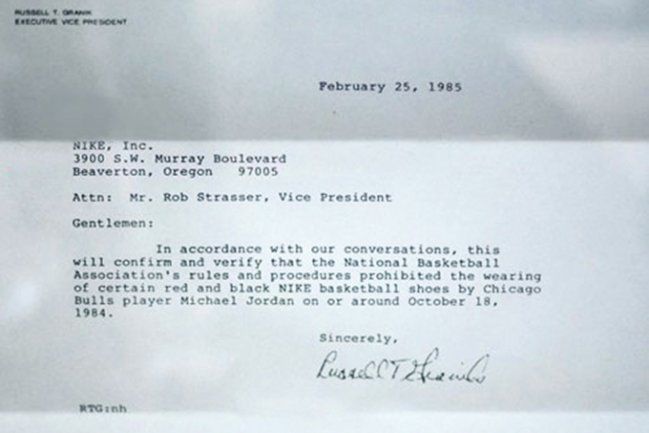 RUSSELL T. GRANIK
EXECUTIVE VICE PRESIDENT
February 25, 1985
NIKE, Inc.
3900 S.W. Murray Boulevard
Beaverton, Oregon 97005
Attn: Mr. Rob Strasser, Vice President
Gentlemen:
In accordance with our conversations, this
will confirm and verify that the National Basketball
Association's rules and procedures prohibited the wearing
of certain red and black NIKE basketball shoes by Chicago
Bulls player Michael Jordan on or around October 18,
1984.
Sincerely,
Russell T. Granik
RTG:nh